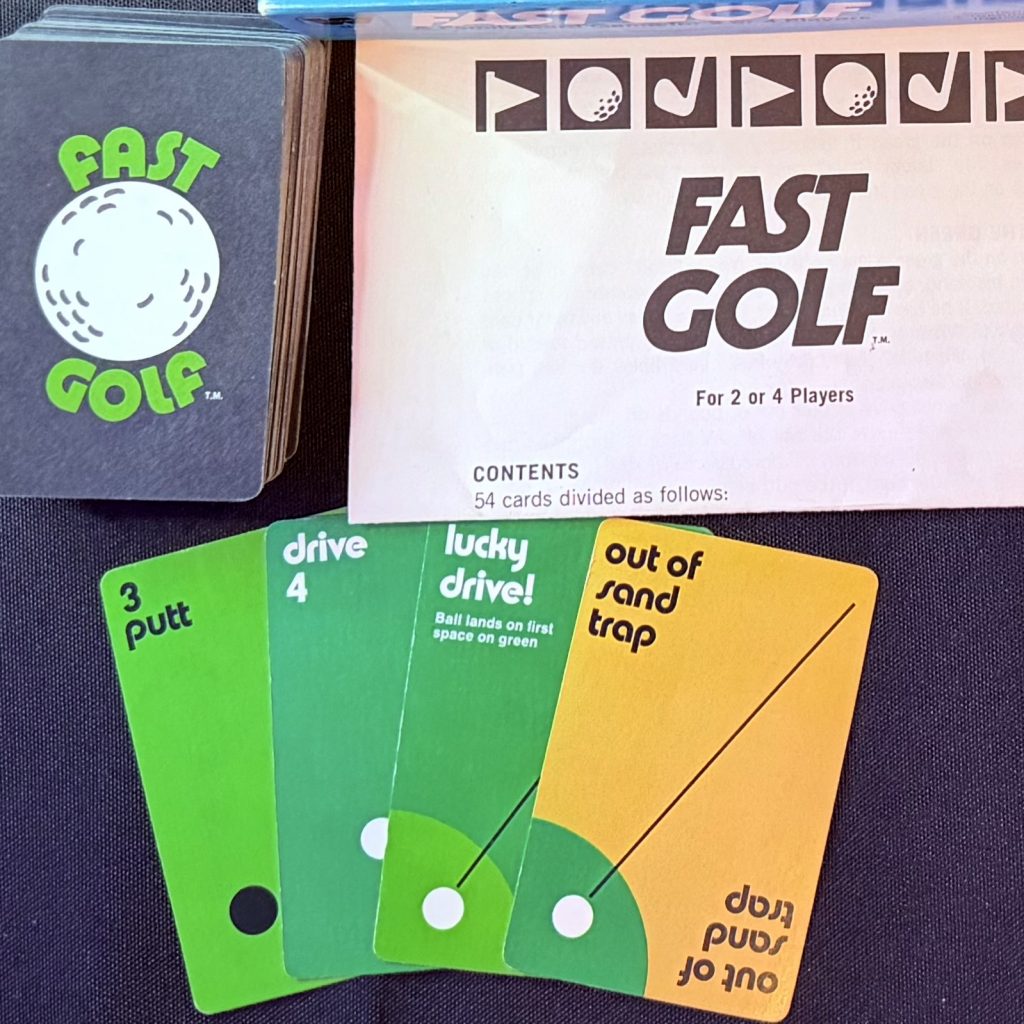 FAST GOLF
FAST
GOLF T.M.
FAST
GOLF T.M.
For 2 or 4 Players
CONTENTS
54 cards divided as follows:
3
putt
drive
4
lucky
drive!
Ball lands on first
space on green
out of
sand
trap
out of
sand
trap